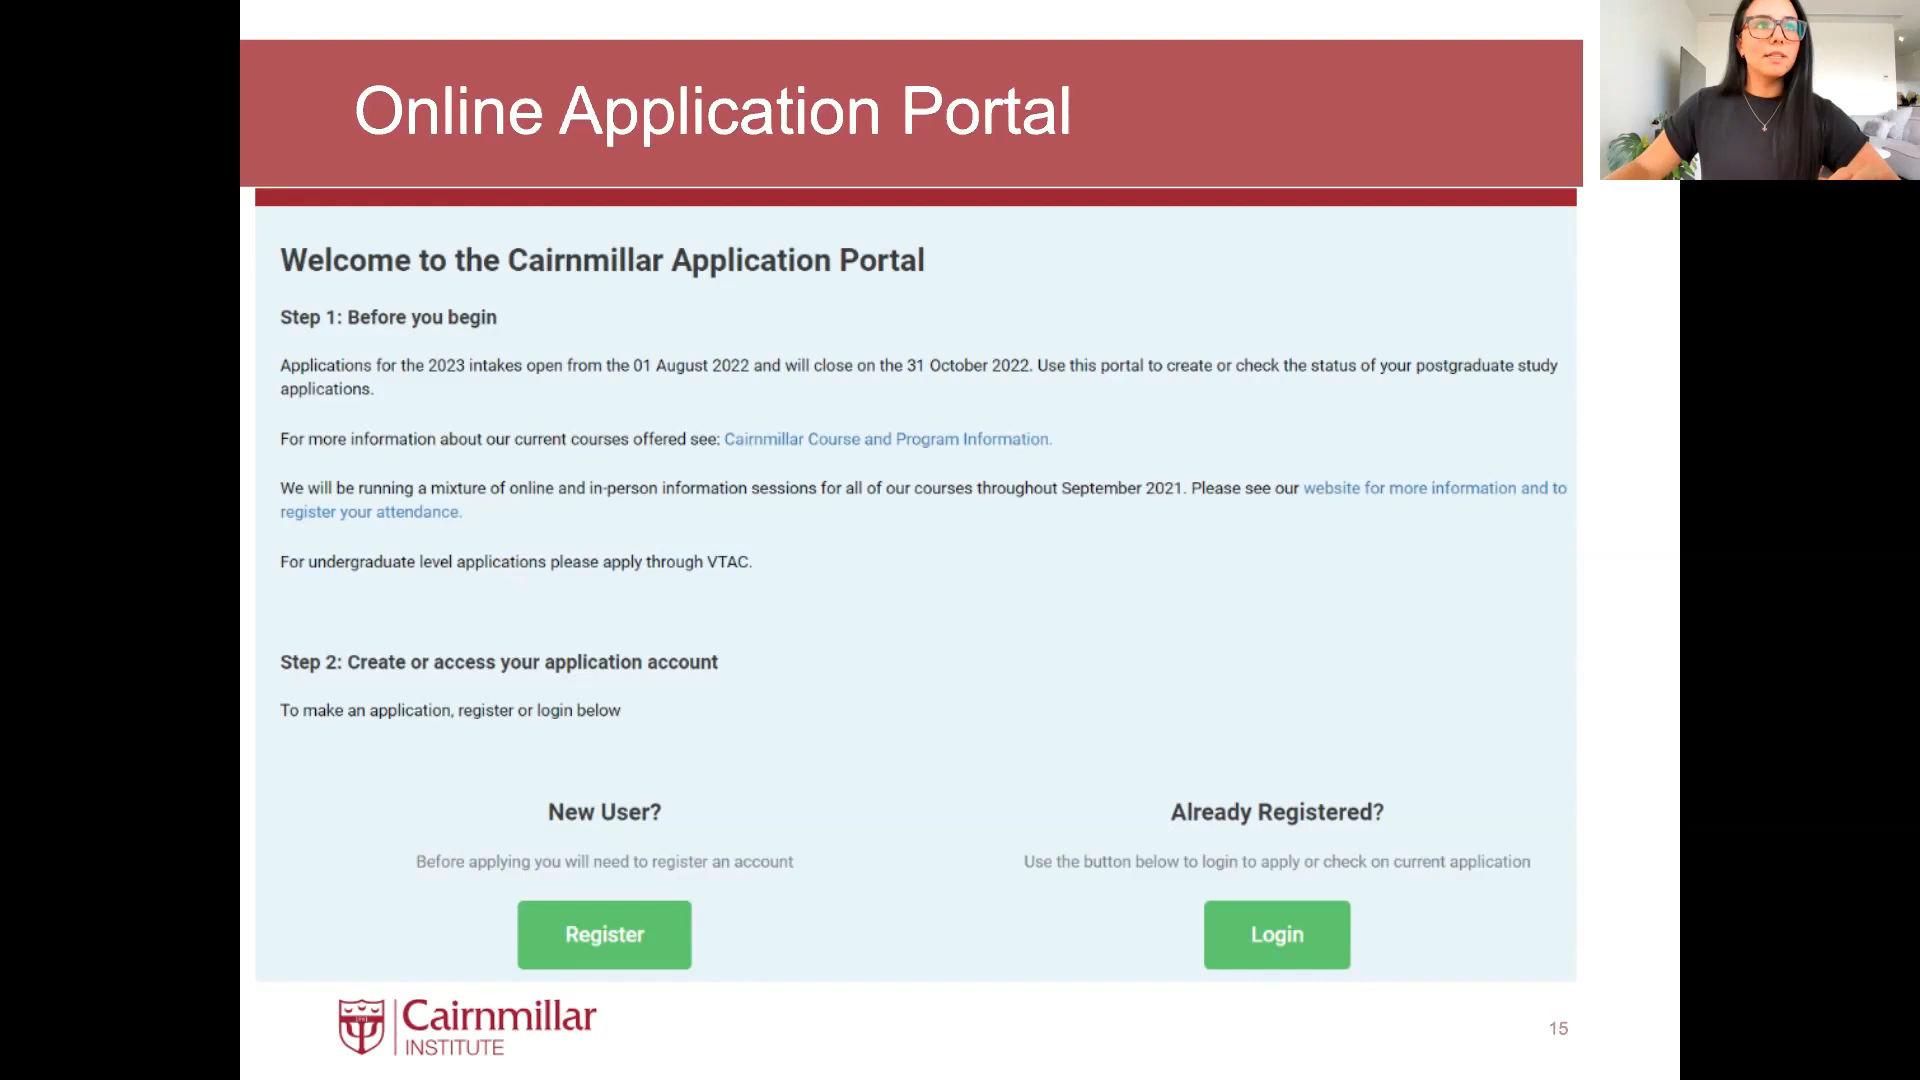 Online Application Portal
Welcome to the Cairnmillar Application Portal
Step 1: Before you begin
Applications for the 2023 intakes open from the 01 August 2022 and will close on the 31 October 2022. Use this portal to create or check the status of your postgraduate study
applications.
For more information about our current courses offered see: Cairnmillar Course and Program Information.
We will be running a mixture of online and in-person information sessions for all of our courses throughout September 2021. Please see our website for more information and to
register your attendance.
For undergraduate level applications please apply through VTAC.
Step 2: Create or access your application account
To make an application, register or login below
New User?
Already Registered?
Before applying you will need to register an account
Use the button below to login to apply or check on current application
Register
Login
Cairnmillar
INSTITUTE
15